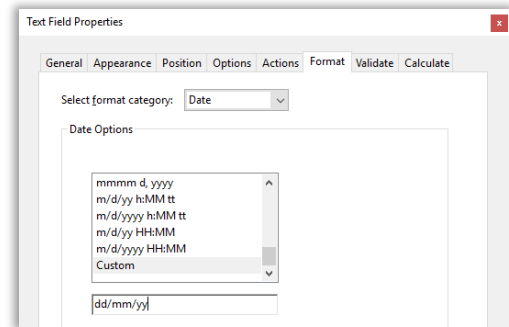 Text Field Properties
x
General Appearance Position Options Actions Format Validate Calculate
Select format category: Date
Date Options
mmmm d, yyyy
m/d/yy h:MM tt
m/d/yyyy h:MM tt
m/d/yy HH:MM
m/d/yyyy HH:MM
Custom
dd/mm/yy